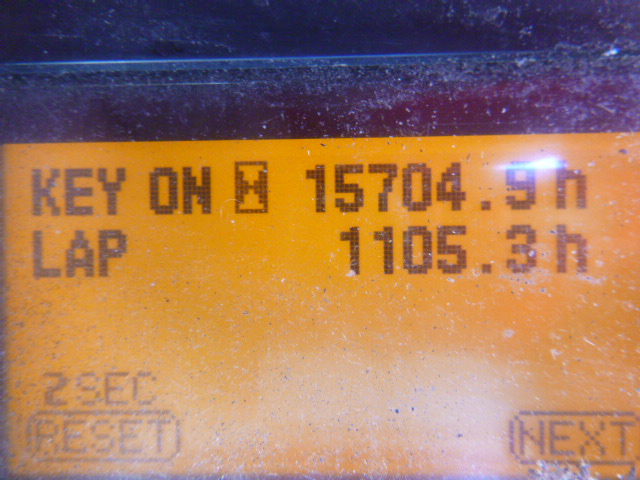 KEY ON 15704.9h
LAP 1105.3h
2SEC
RESET NEXT